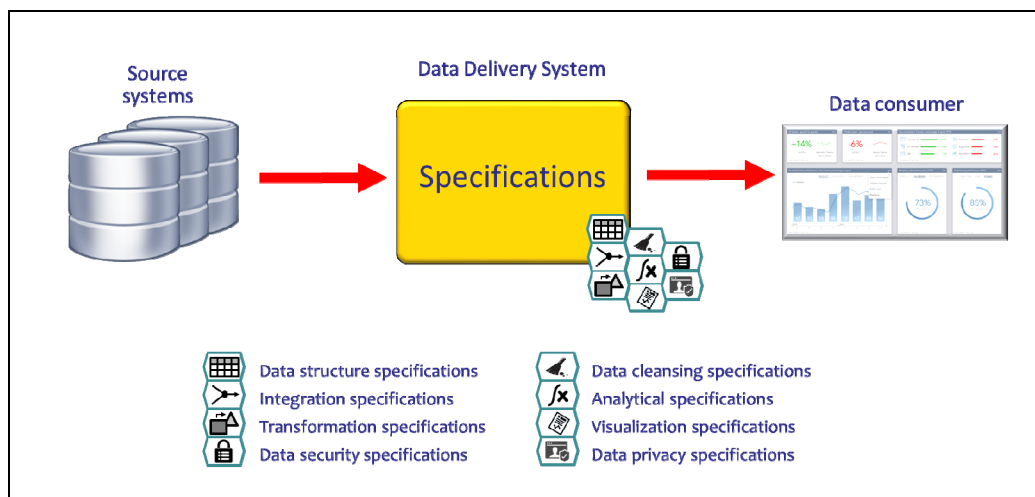 Source
systems
Data Delivery System
Data consumer
Specifications
~14%
-6%
73%
85%
Data structure specifications
Integration specifications
Transformation specifications
Data security specifications
Data cleansing specifications
Analytical specifications
Visualization specifications
Data privacy specifications